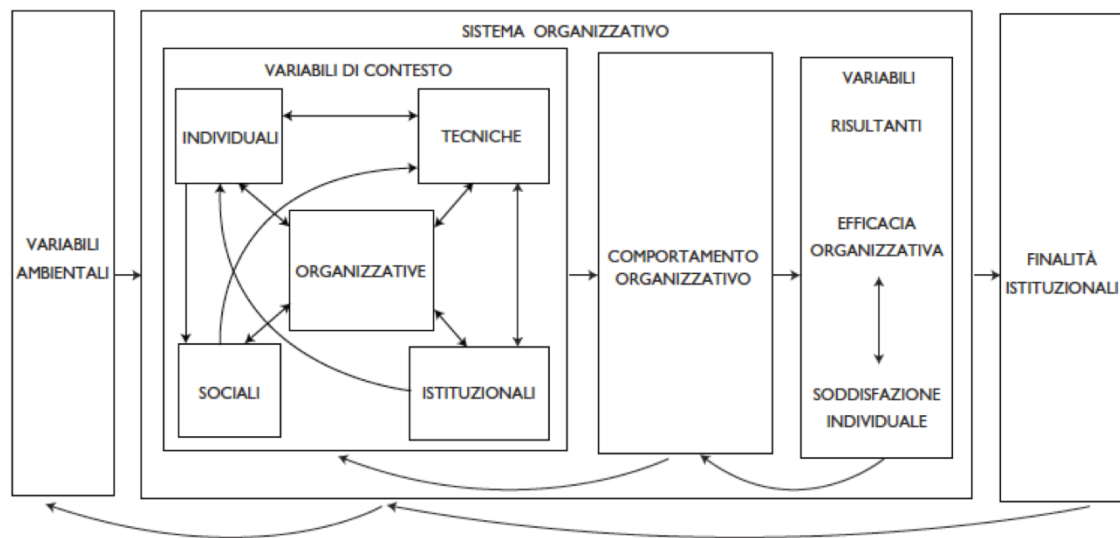 SISTEMA ORGANIZZATIVO
VARIABILI DI CONTESTO
INDIVIDUALI
TECNICHE
ORGANIZZATIVE
SOCIALI
ISTITUZIONALI
VARIABILI
AMBIENTALI
COMPORTAMENTO
ORGANIZZATIVO
VARIABILI
RISULTANTI
EFFICACIA
ORGANIZZATIVA
SODDISFAZIONE
INDIVIDUALE
FINALITÀ
ISTITUZIONALI